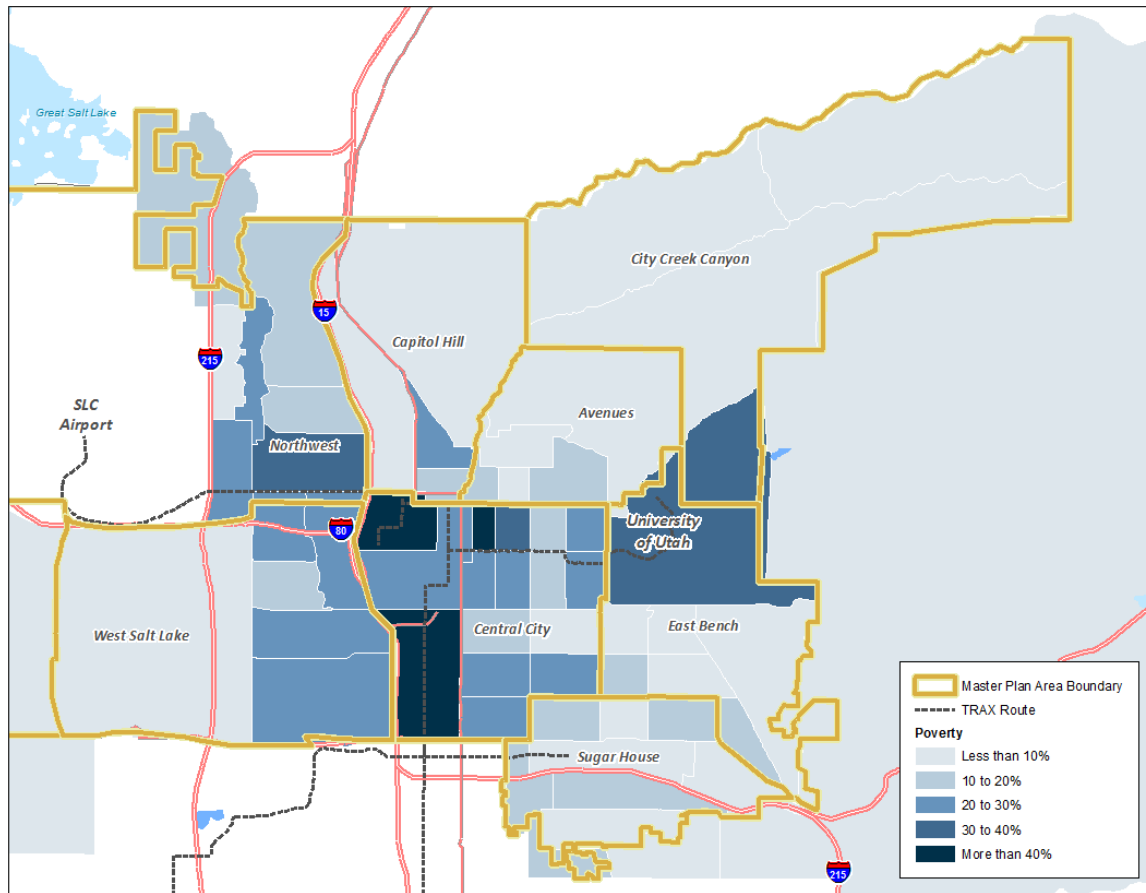 Great Salt Lake
City Creek Canyon
15
Capitol Hill
215
SLC
Airport
Avenues
Northwest
University
of Utah
80
West Salt Lake
Central City
East Bench
Sugar House
215
Master Plan Area Boundary
TRAX Route
Poverty
Less than 10%
10 to 20%
20 to 30%
30 to 40%
More than 40%